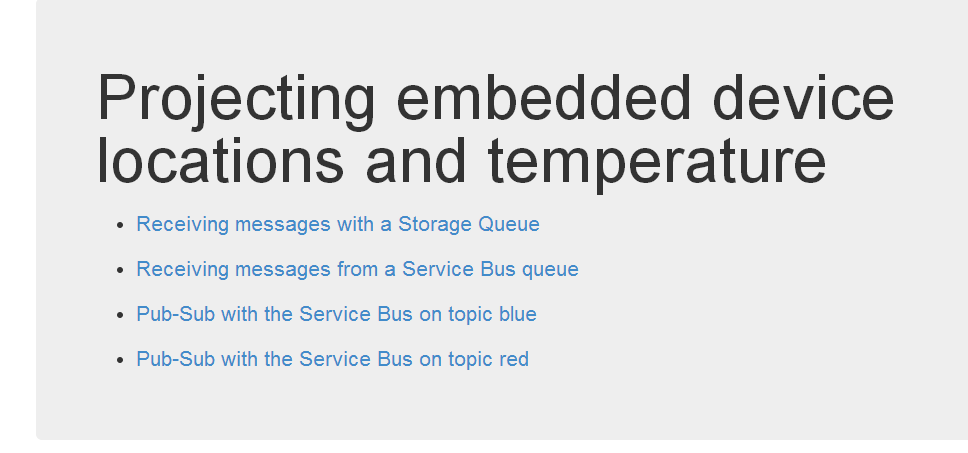 Projecting embedded device
locations and temperature
Receiving messages with a Storage Queue
Receiving messages from a Service Bus queue
Pub-Sub with the Service Bus on topic blue
Pub-Sub with the Service Bus on topic red